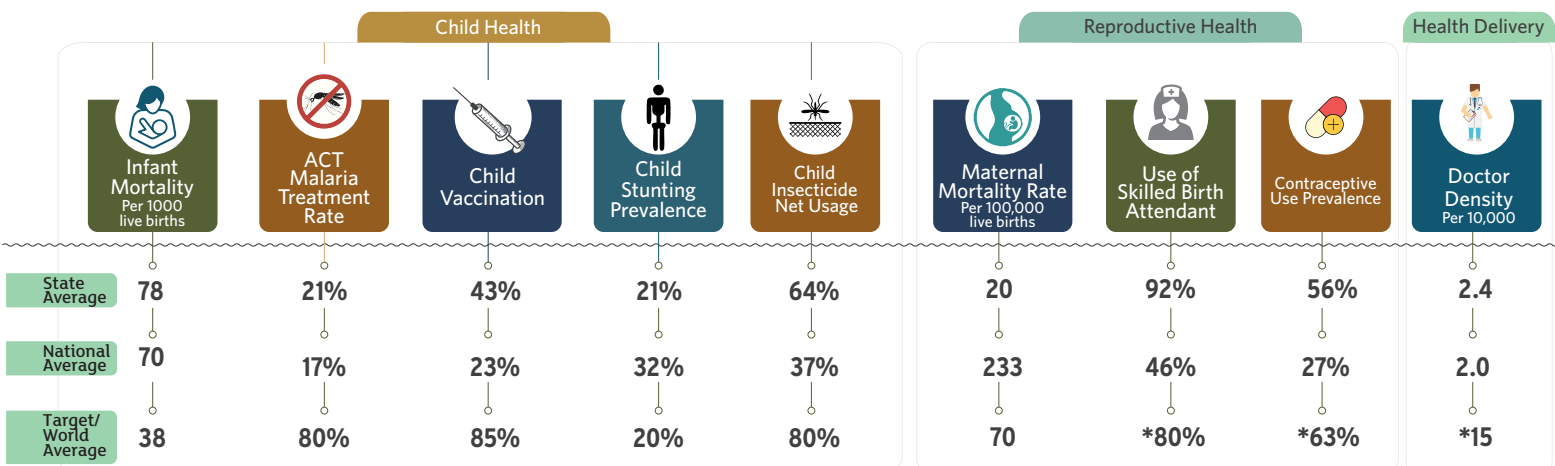 Child Health
Reproductive Health
Health Delivery
Infant
Mortality
Per 1000
live births
ACT
Malaria
Treatment
Rate
Child
Vaccination
Child
Stunting
Prevalence
Child
Insecticide
Net Usage
Maternal
Mortality Rate
Per 100,000
live births
Use of
Skilled Birth
Attendant
Contraceptive
Use Prevalence
Doctor
Density
Per 10,000
State
Average
78 21% 43% 21% 64% 20 92% 56% 2.4
National
Average
70 17% 23% 32% 37% 233 46% 27% 2.0
Target/
World
Average
38 80% 85% 20% 80% 70 *80% *63% *15